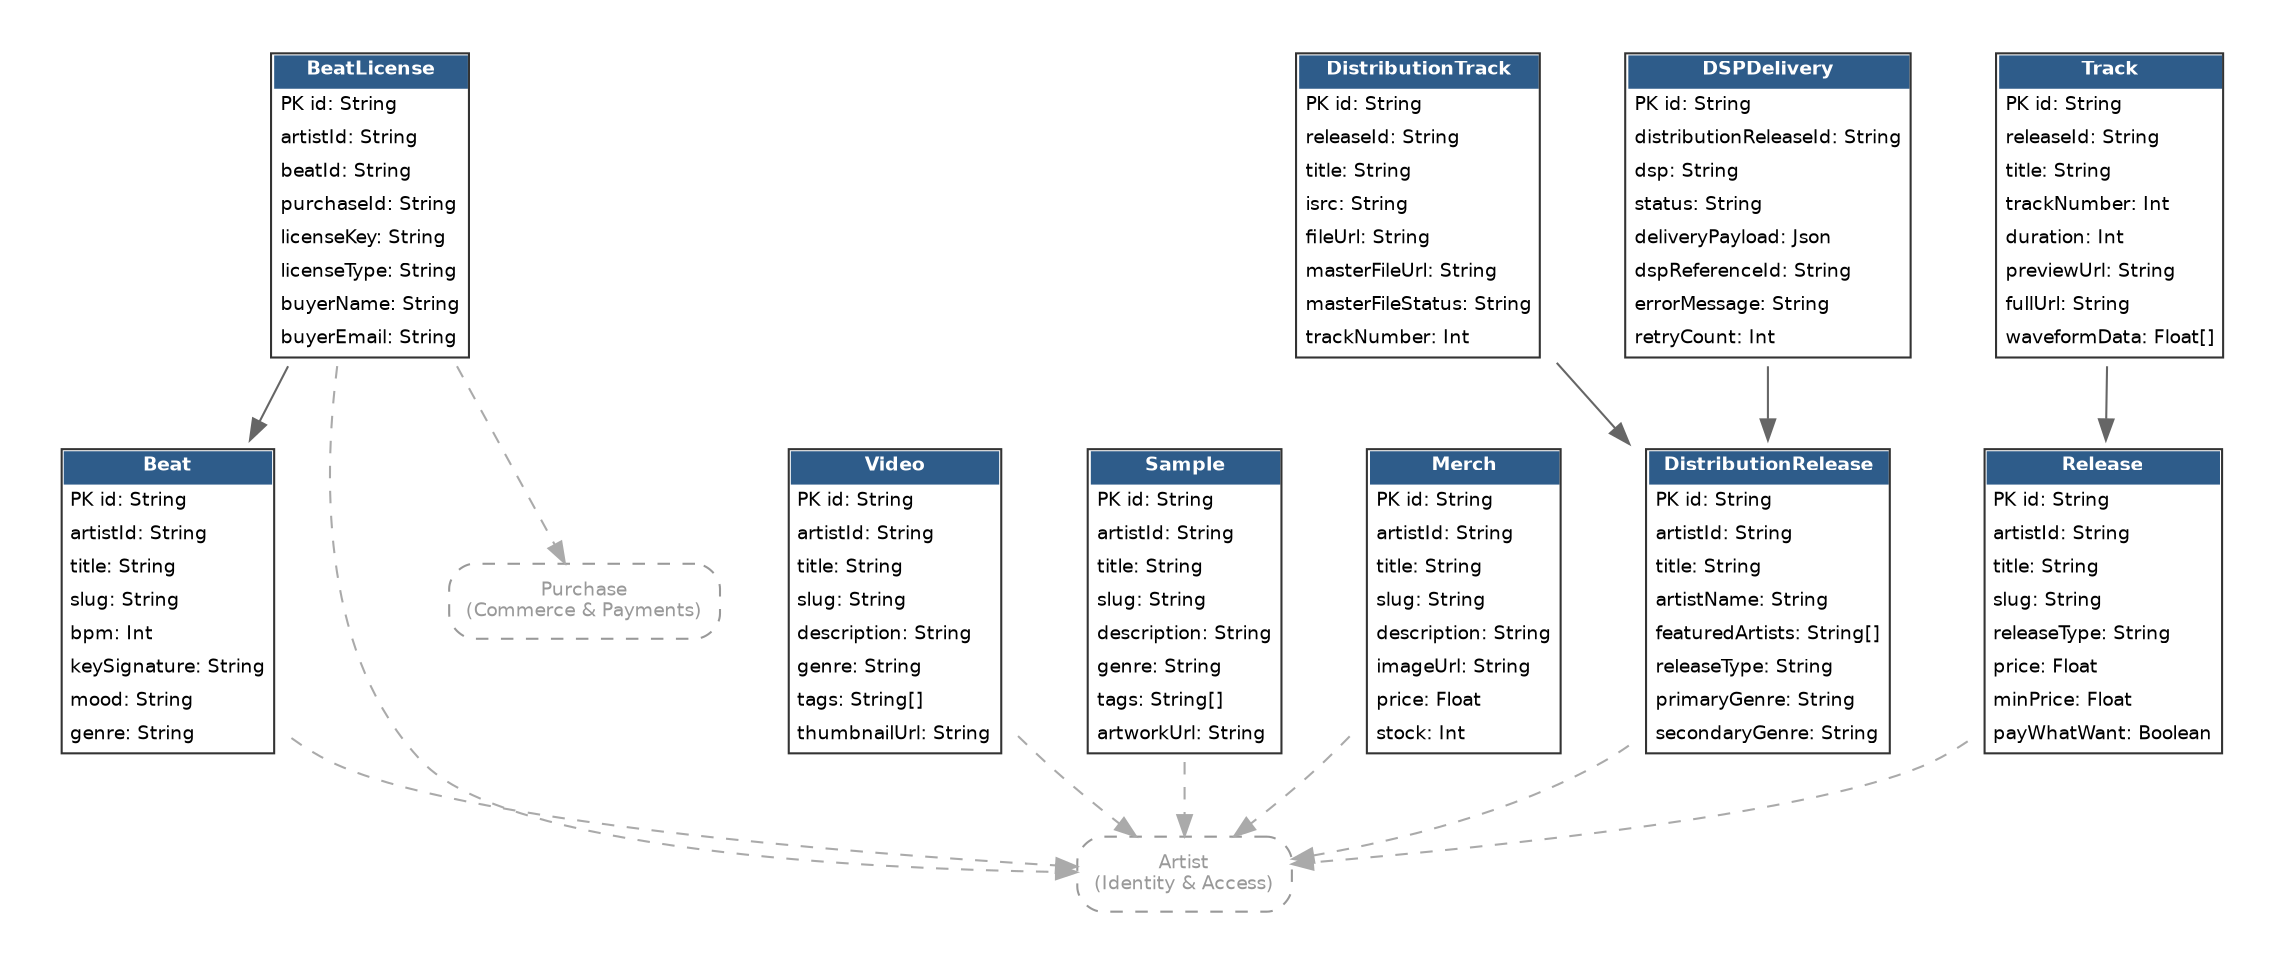 BeatLicense
PK id: String
artistId: String
beatId: String
purchaseId: String
licenseKey: String
licenseType: String
buyerName: String
buyerEmail: String
DistributionTrack
PK id: String
releaseId: String
title: String
isrc: String
fileUrl: String
masterFileUrl: String
masterFileStatus: String
trackNumber: Int
DSPDelivery
PK id: String
distributionReleaseId: String
dsp: String
status: String
deliveryPayload: Json
dspReferenceId: String
errorMessage: String
retryCount: Int
Track
PK id: String
releaseId: String
title: String
trackNumber: Int
duration: Int
previewUrl: String
fullUrl: String
waveformData: Float[]
Beat
PK id: String
artistId: String
title: String
slug: String
bpm: Int
keySignature: String
mood: String
genre: String
Purchase
(Commerce & Payments)
Video
PK id: String
artistId: String
title: String
slug: String
description: String
genre: String
tags: String[]
thumbnailUrl: String
Sample
PK id: String
artistId: String
title: String
slug: String
description: String
genre: String
tags: String[]
artworkUrl: String
Merch
PK id: String
artistId: String
title: String
slug: String
description: String
imageUrl: String
price: Float
stock: Int
DistributionRelease
PK id: String
artistId: String
title: String
artistName: String
featuredArtists: String[]
releaseType: String
primaryGenre: String
secondaryGenre: String
Release
PK id: String
artistId: String
title: String
slug: String
releaseType: String
price: Float
minPrice: Float
payWhatWant: Boolean
Artist
(Identity & Access)